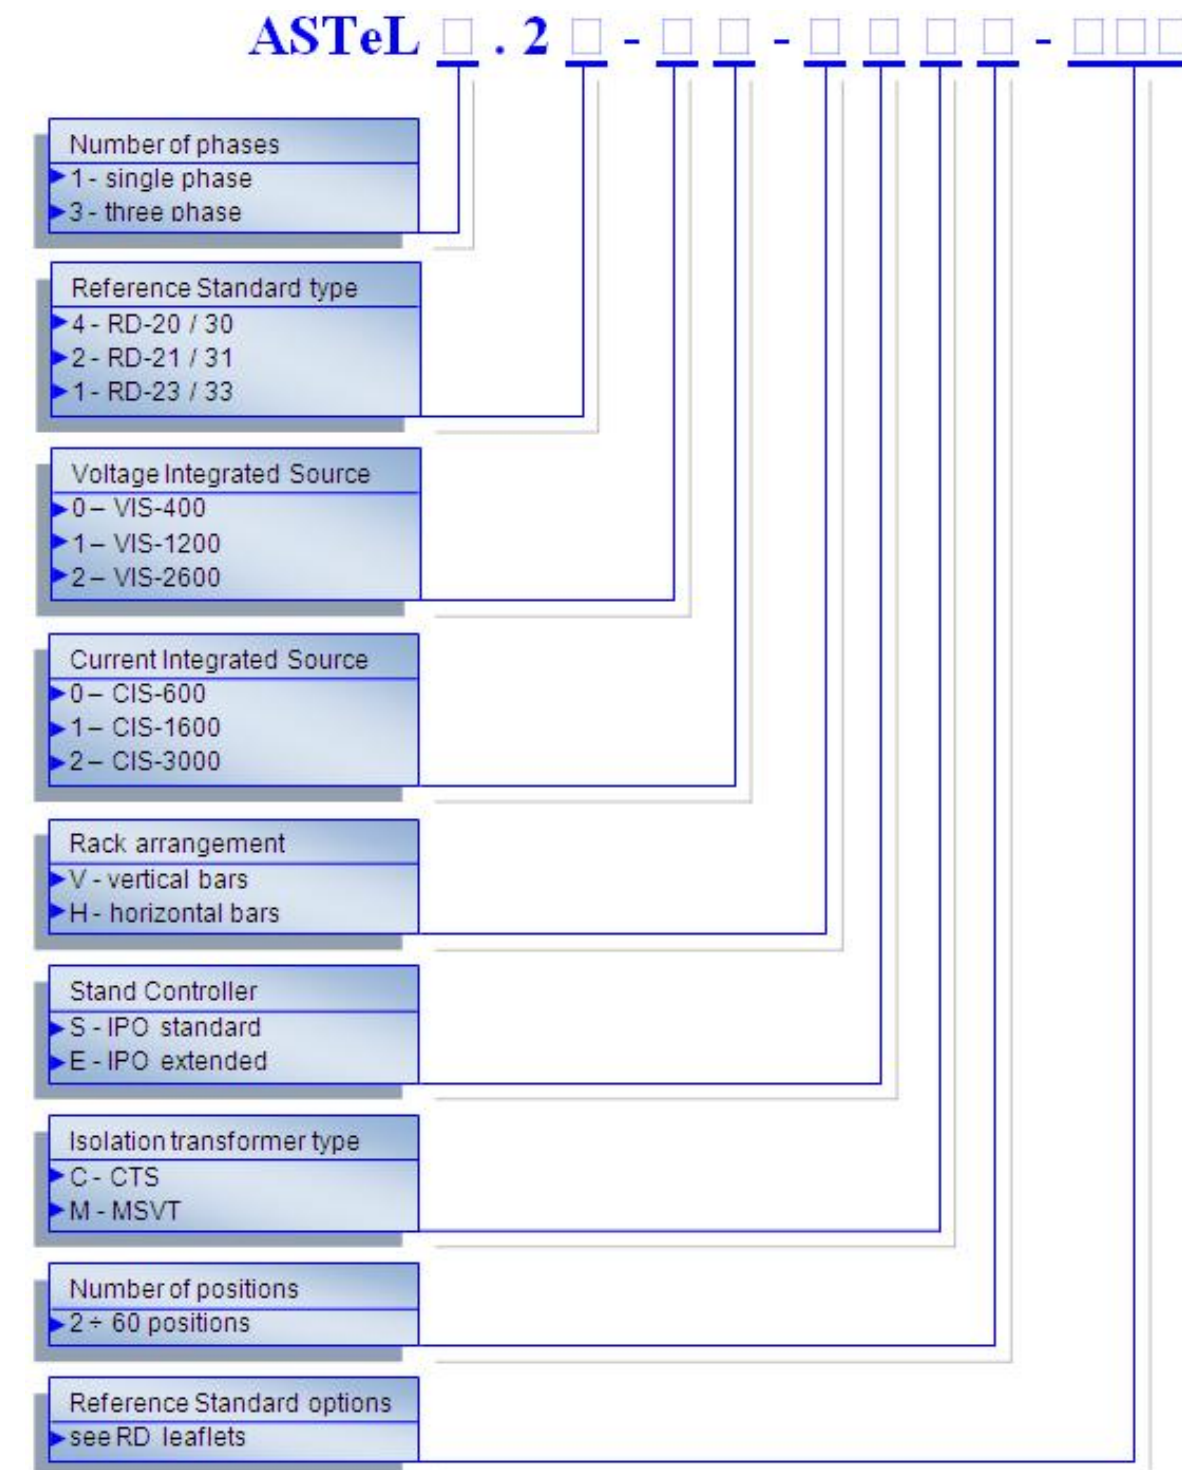 ASTeL □ . 2 □ - □ □ - □ □ □ □ - □□□
Number of phases
1 - single phase
3 - three phase
Reference Standard type
4 - RD-20 / 30
2 - RD-21 / 31
1 - RD-23 / 33
Voltage Integrated Source
0 – VIS-400
1 – VIS-1200
2 – VIS-2600
Current Integrated Source
0 – CIS-600
1 – CIS-1600
2 – CIS-3000
Rack arrangement
V - vertical bars
H - horizontal bars
Stand Controller
S - IPO standard
E - IPO extended
Isolation transformer type
C - CTS
M - MSVT
Number of positions
2 ÷ 60 positions
Reference Standard options
see RD leaflets